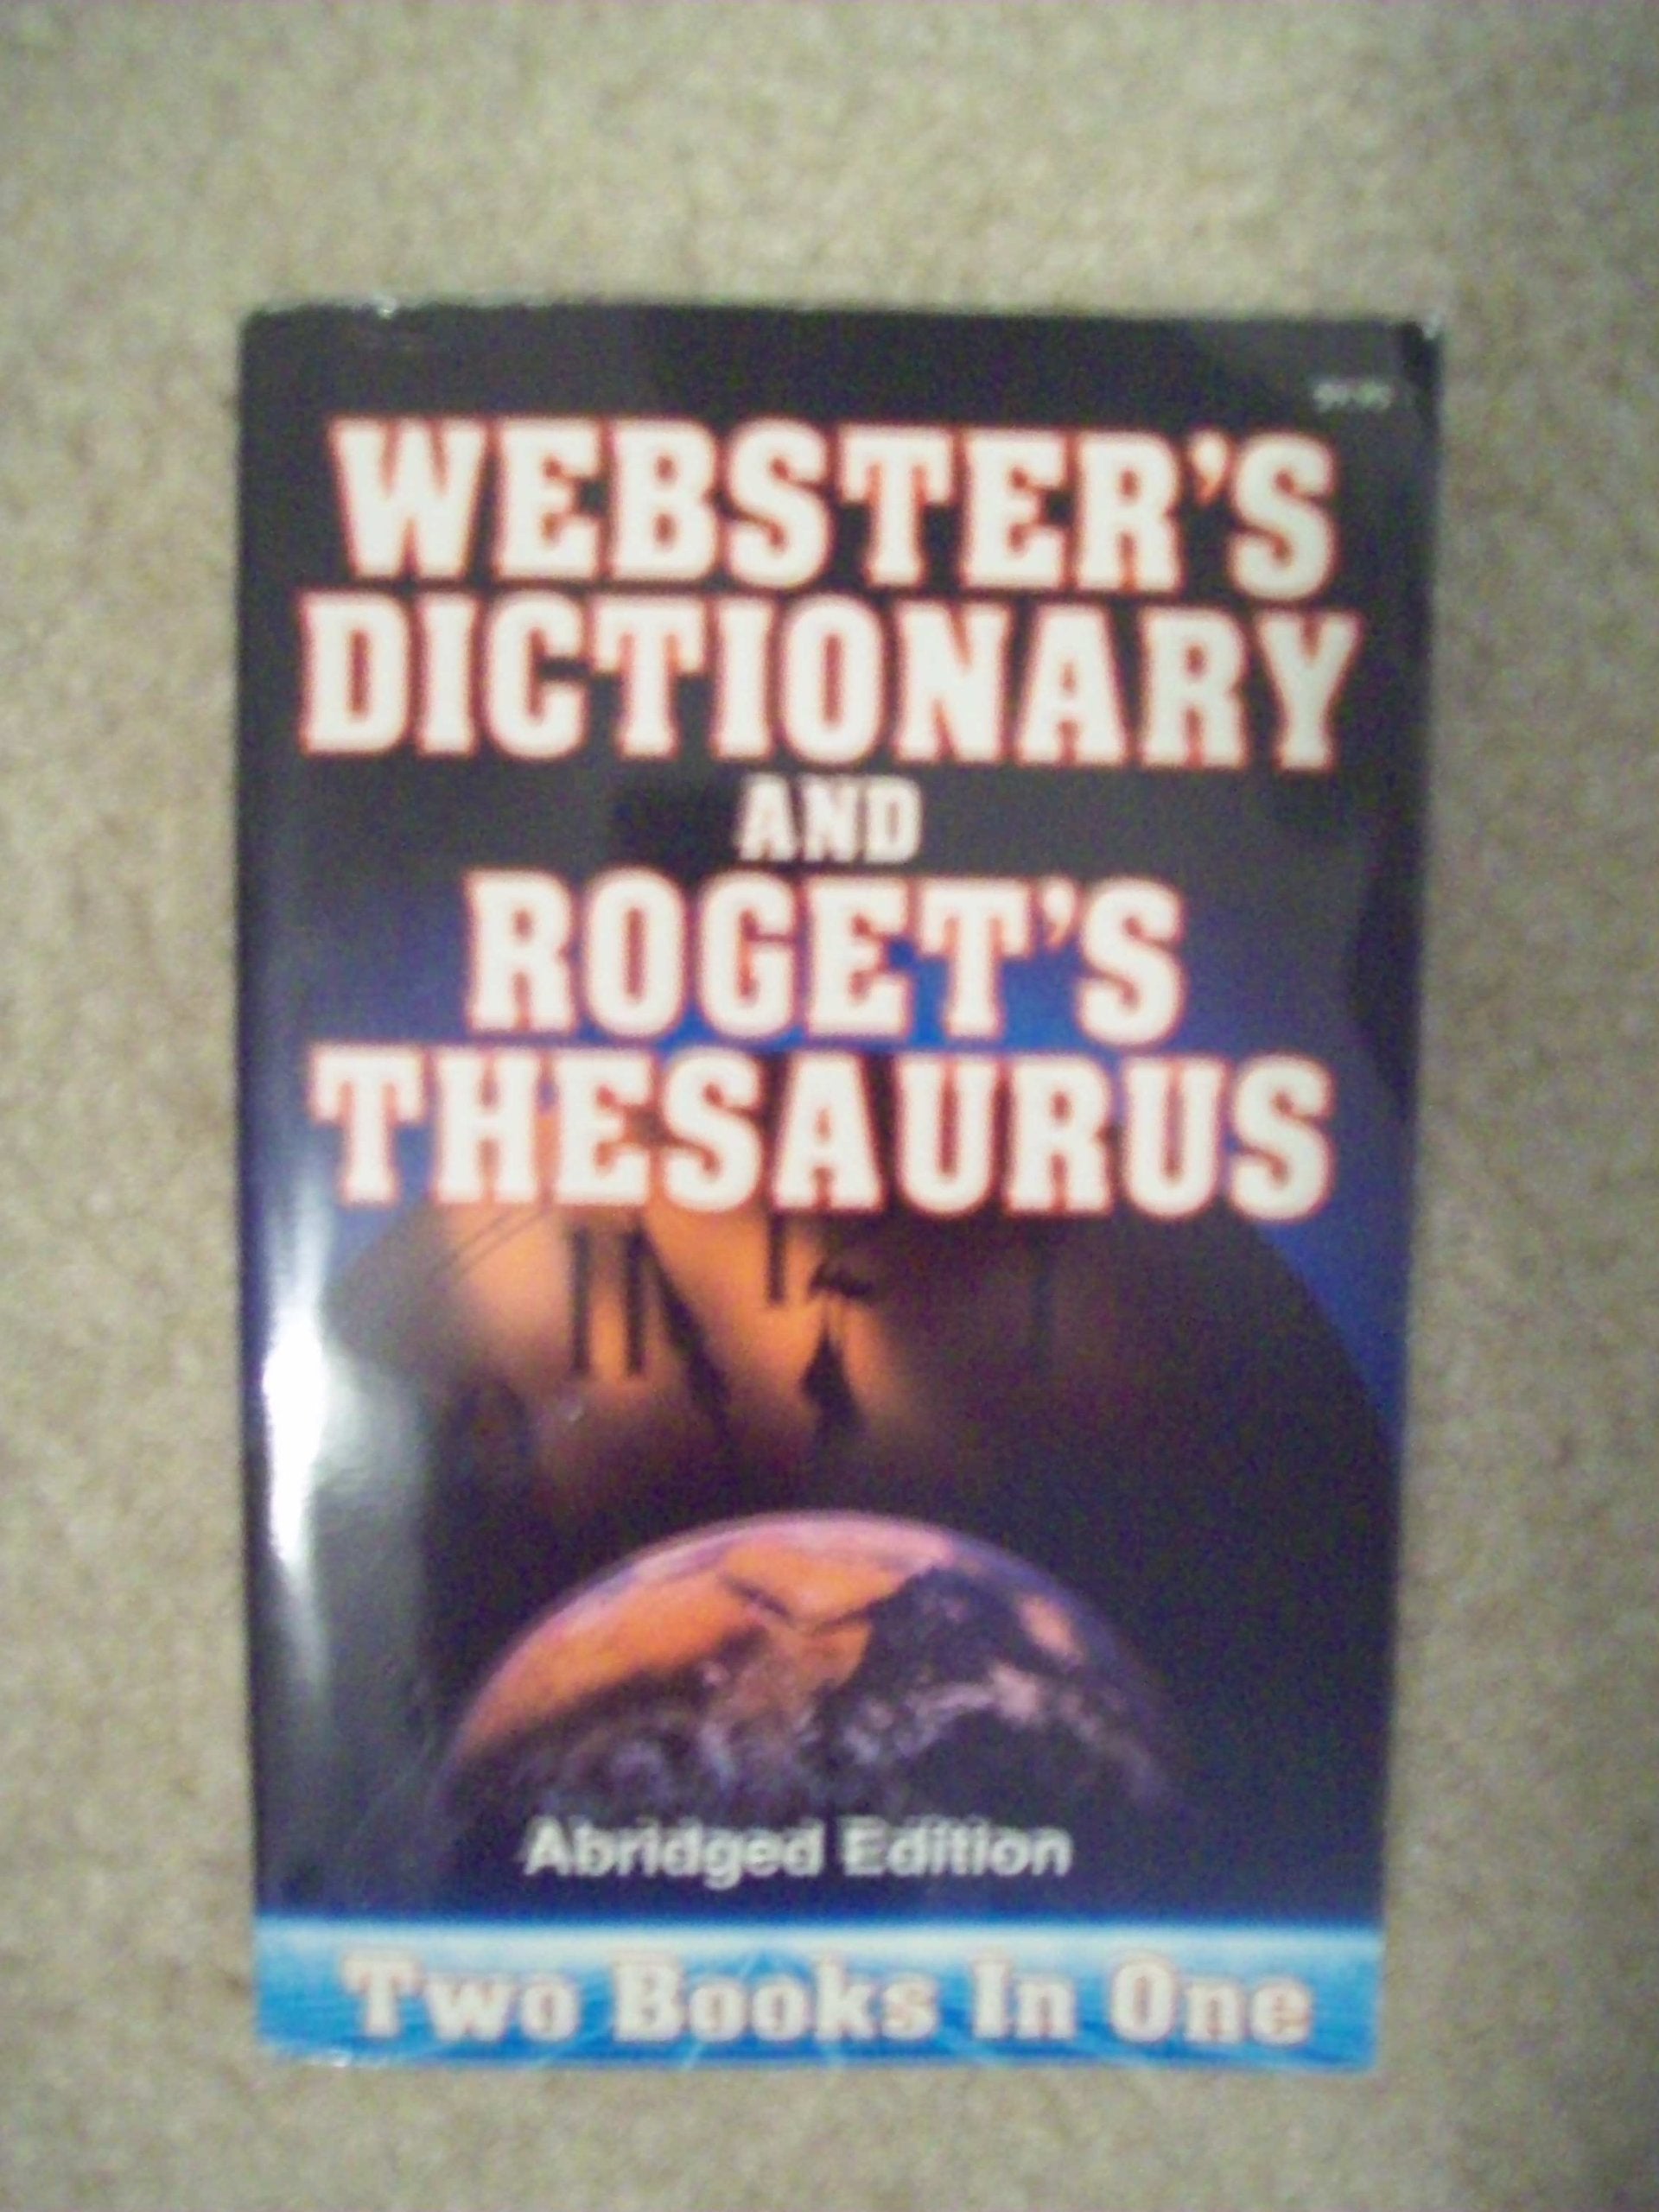 WEBSTER'S
DICTIONARY
AND
ROGET'S
THESAURUS
Abridged Edition
Two Books In One